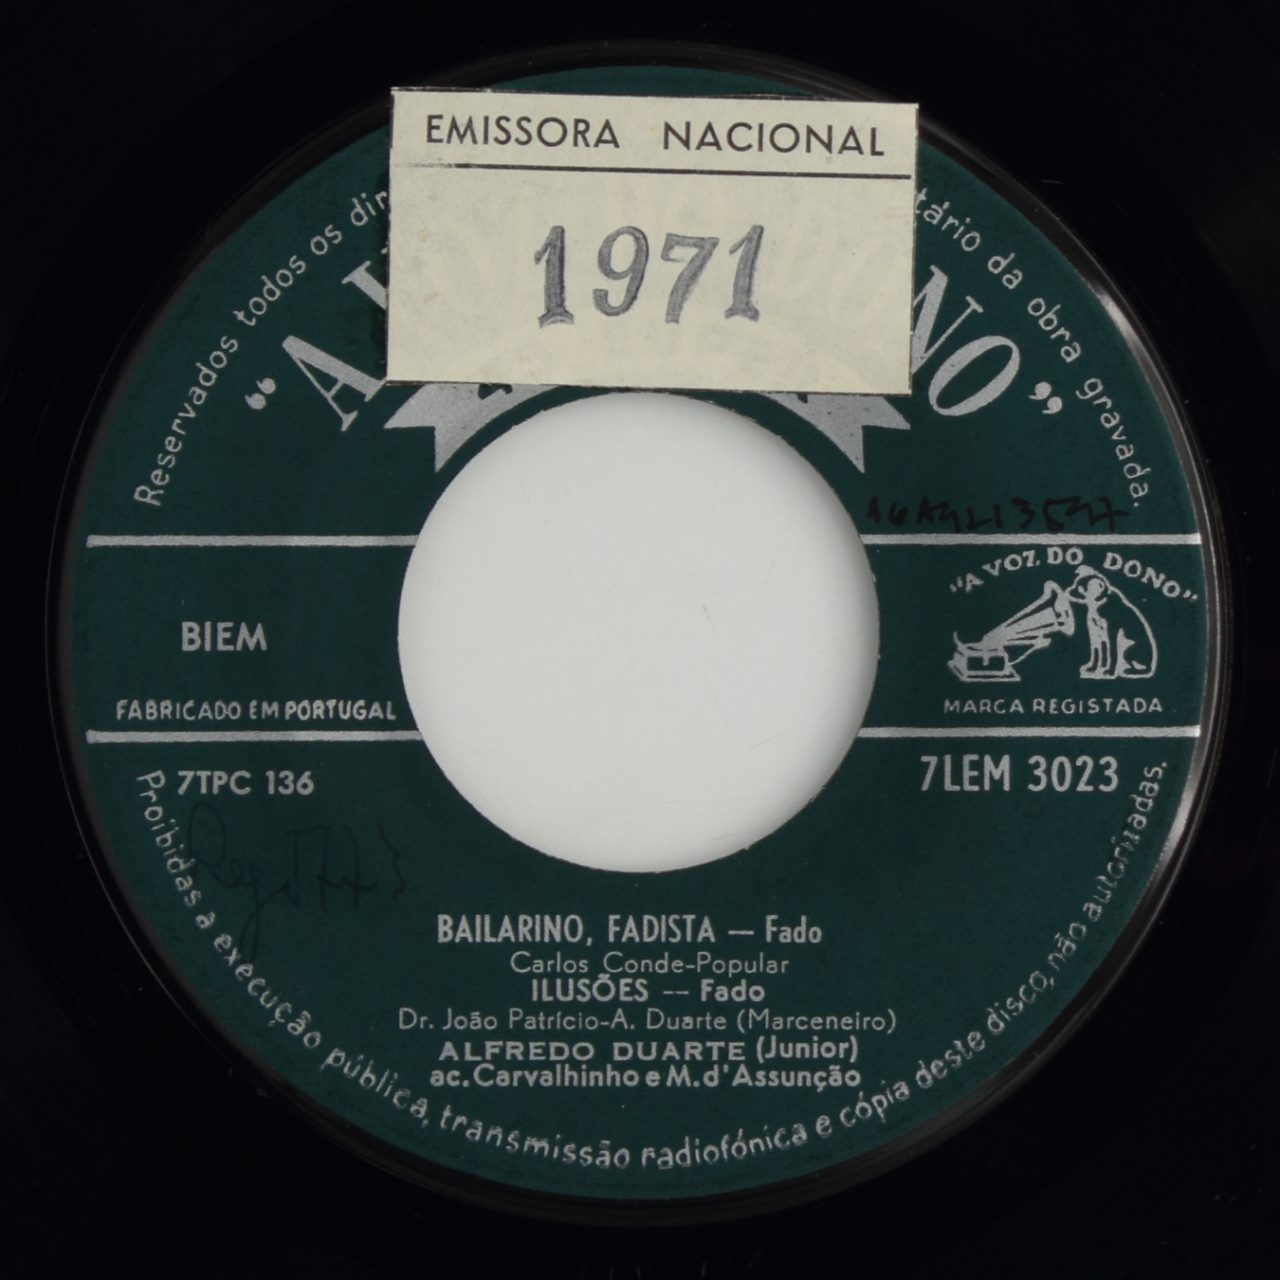 EMISSORA NACIONAL
1971
Reservados todos os dir
tário da obra gravada.
"A
NO"
"A VOZ DO DONO"
BIEM
MARCA REGISTADA
FABRICADO EM PORTUGAL
7TPC 136
7LEM 3023
BAILARINO, FADISTA — Fado
Carlos Conde-Popular
ILUSÕES -- Fado
Dr. João Patrício-A. Duarte (Marceneiro)
ALFREDO DUARTE (Junior)
ac. Carvalhinho e M. d'Assunção
Proibidas a execução pública, transmissão radiofónica e cópia deste disco, não autorizadas.